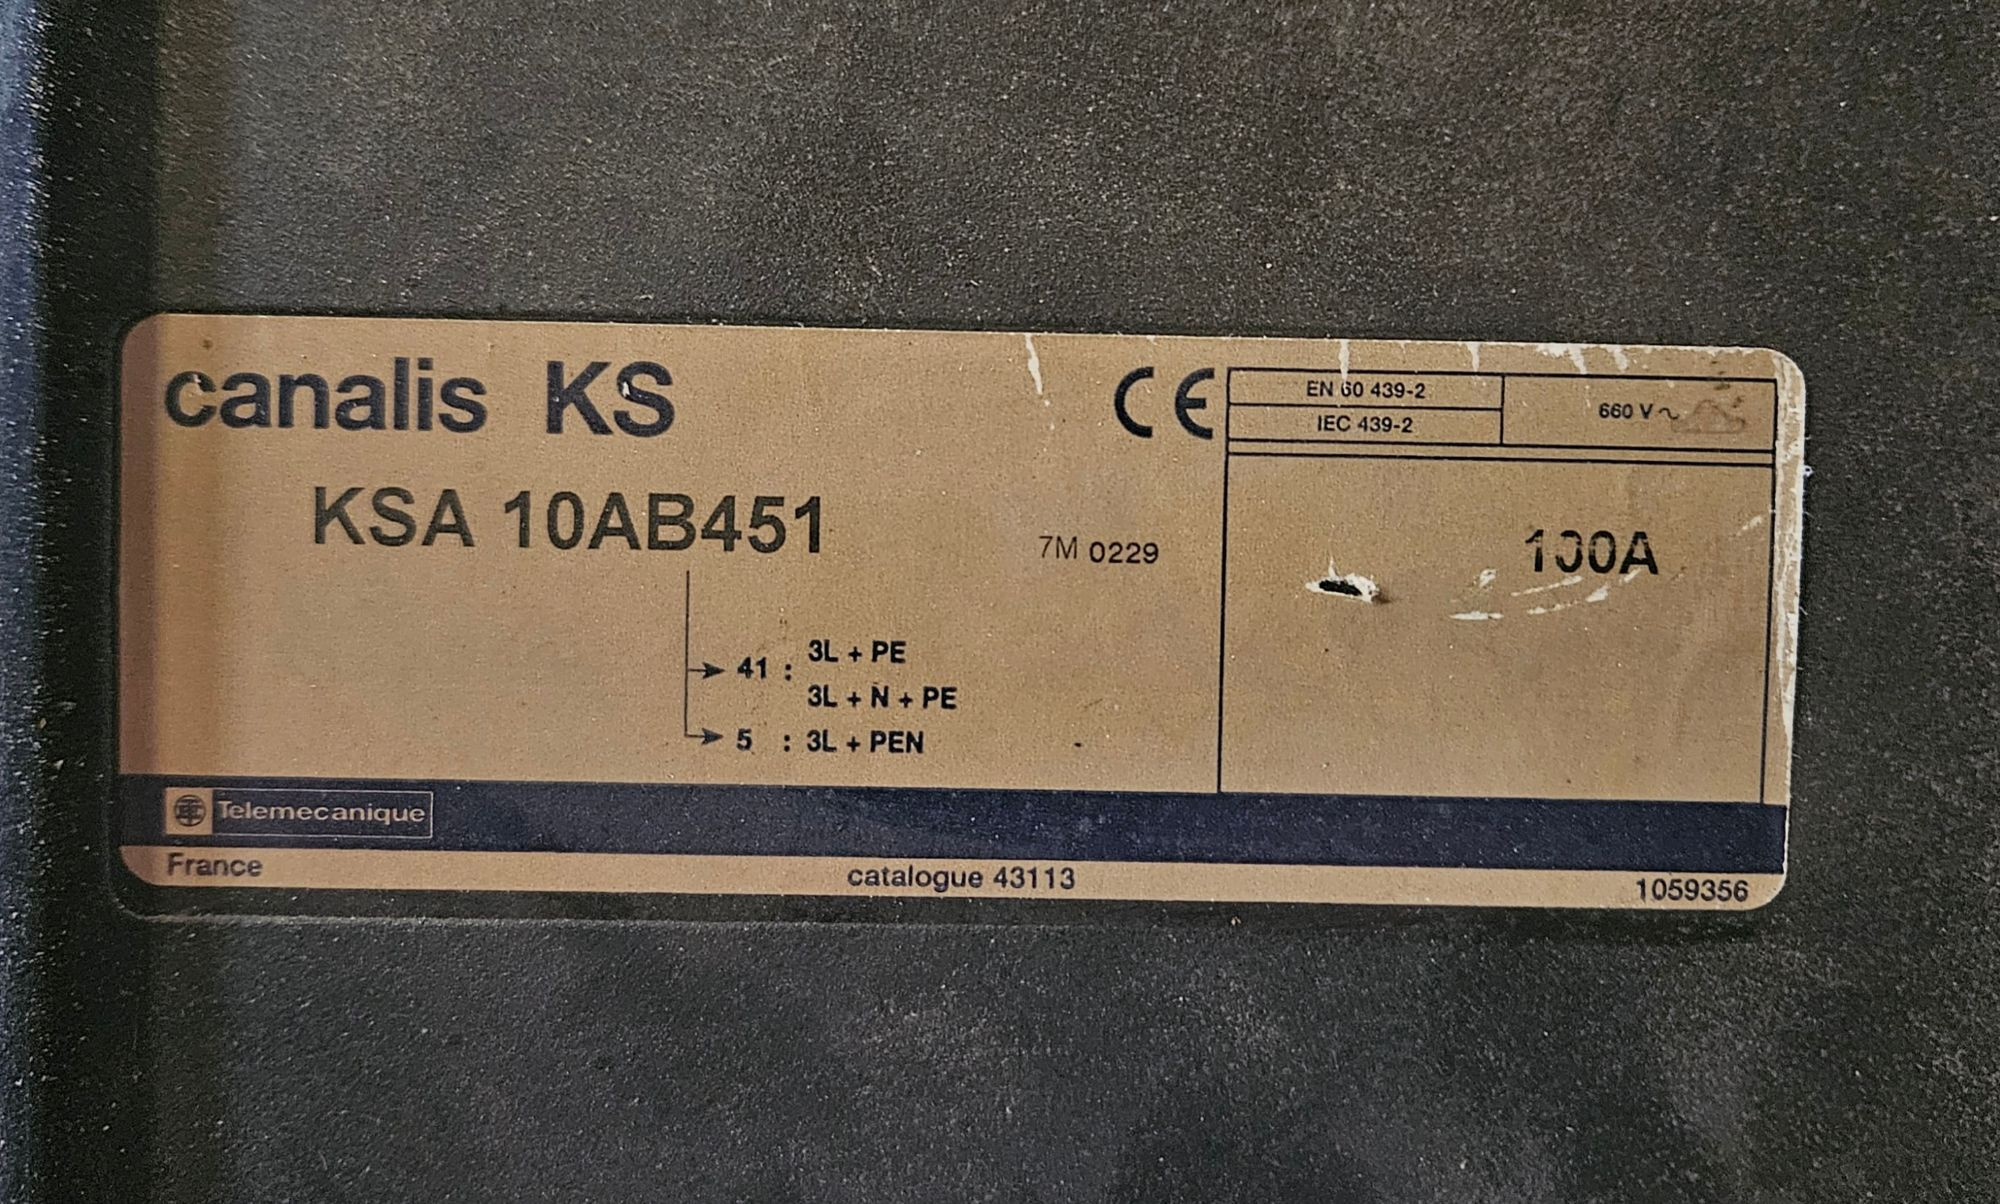 canalis KS
CE
EN 60 439-2
IEC 439-2
660 V ~
KSA 10AB451
7M 0229
100A
41 : 3L + PE
3L + N + PE
5 : 3L + PEN
Telemecanique
France
catalogue 43113
1059356